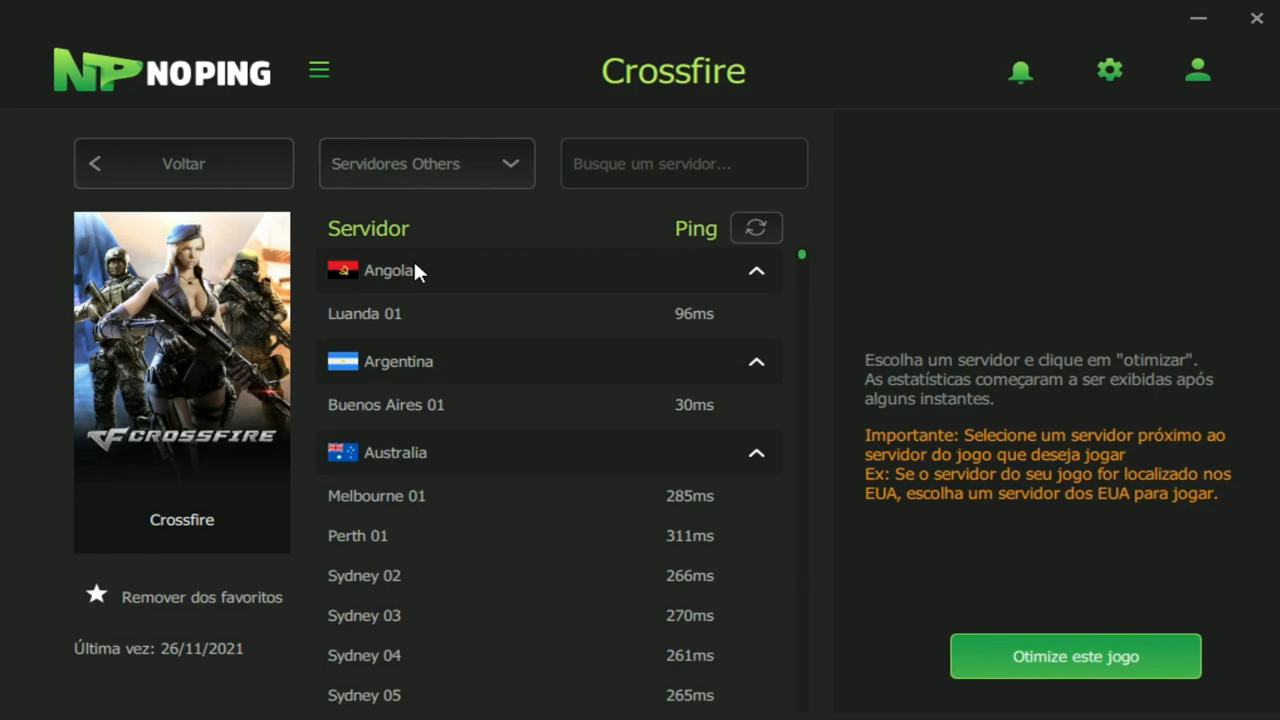 NP NOPING
Crossfire
Voltar
Servidores Others
Busque um servidor...
Servidor
Ping
Angola
Luanda 01
96ms
Argentina
Buenos Aires 01
30ms
Australia
Melbourne 01
285ms
Perth 01
311ms
Sydney 02
266ms
Sydney 03
270ms
Sydney 04
261ms
Sydney 05
265ms
CF CROSSFIRE
Crossfire
Remover dos favoritos
Última vez: 26/11/2021
Escolha um servidor e clique em "otimizar".
As estatísticas começaram a ser exibidas após
alguns instantes.
Importante: Selecione um servidor próximo ao
servidor do jogo que deseja jogar
Ex: Se o servidor do seu jogo for localizado nos
EUA, escolha um servidor dos EUA para jogar.
Otimize este jogo